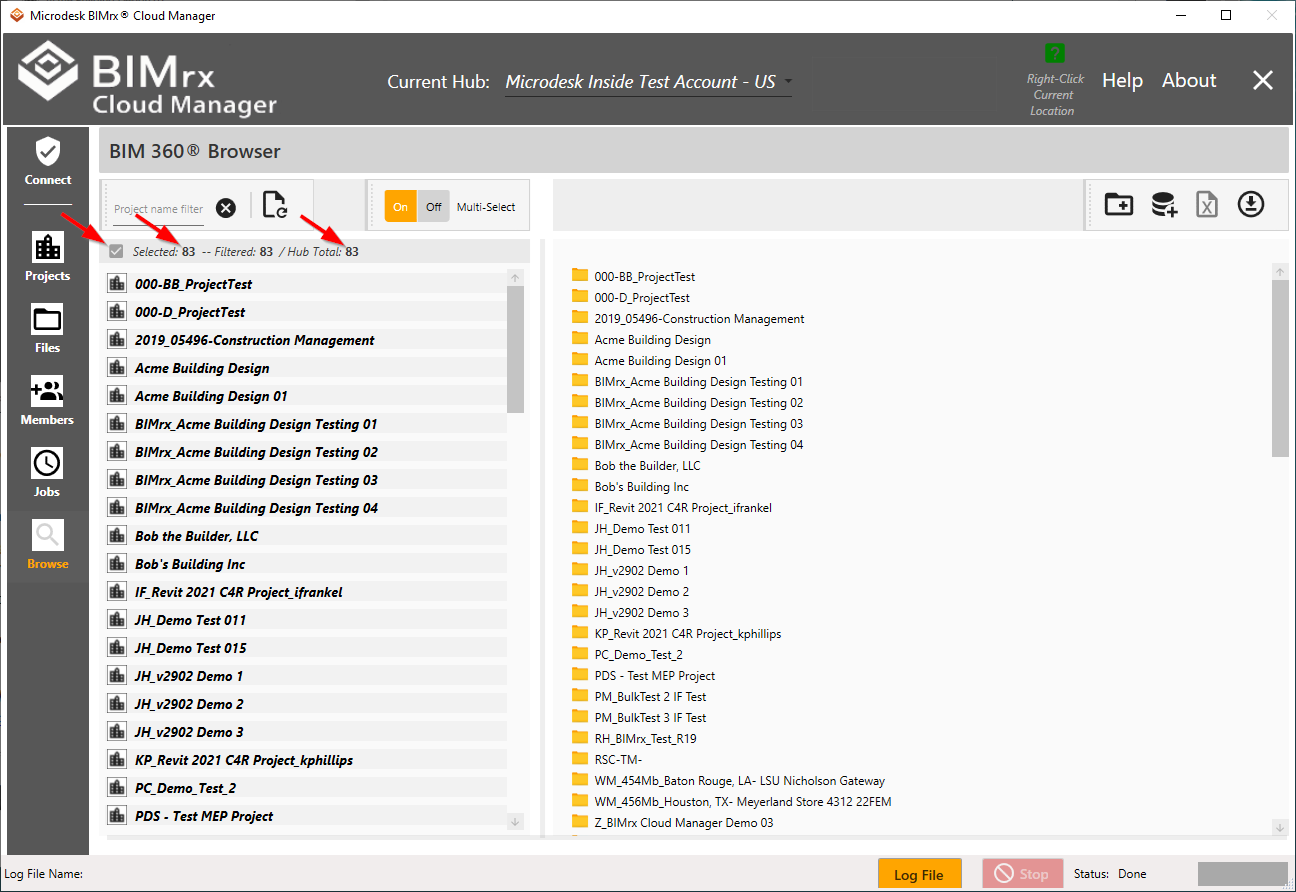 Microdesk BIMrx® Cloud Manager
BIMrx
Cloud Manager
Current Hub: Microdesk Inside Test Account - US
?
Right-Click
Current
Location
Help
About
Connect
Projects
Files
Members
Jobs
Browse
BIM 360® Browser
Project name filter
On
Off
Multi-Select
Selected: 83 -- Filtered: 83 / Hub Total: 83
000-BB_ProjectTest
000-D_ProjectTest
2019_05496-Construction Management
Acme Building Design
Acme Building Design 01
BIMrx_Acme Building Design Testing 01
BIMrx_Acme Building Design Testing 02
BIMrx_Acme Building Design Testing 03
BIMrx_Acme Building Design Testing 04
Bob the Builder, LLC
Bob's Building Inc
IF_Revit 2021 C4R Project_ifrankel
JH_Demo Test 011
JH_Demo Test 015
JH_v2902 Demo 1
JH_v2902 Demo 2
JH_v2902 Demo 3
KP_Revit 2021 C4R Project_kphillips
PC_Demo_Test_2
PDS - Test MEP Project
000-BB_ProjectTest
000-D_ProjectTest
2019_05496-Construction Management
Acme Building Design
Acme Building Design 01
BIMrx_Acme Building Design Testing 01
BIMrx_Acme Building Design Testing 02
BIMrx_Acme Building Design Testing 03
BIMrx_Acme Building Design Testing 04
Bob the Builder, LLC
Bob's Building Inc
IF_Revit 2021 C4R Project_ifrankel
JH_Demo Test 011
JH_Demo Test 015
JH_v2902 Demo 1
JH_v2902 Demo 2
JH_v2902 Demo 3
KP_Revit 2021 C4R Project_kphillips
PC_Demo_Test_2
PDS - Test MEP Project
PM_BulkTest 2 IF Test
PM_BulkTest 3 IF Test
RH_BIMrx_Test_R19
RSC-TM-
WM_454Mb_Baton Rouge, LA- LSU Nicholson Gateway
WM_456Mb_Houston, TX- Meyerland Store 4312 22FEM
Z_BIMrx Cloud Manager Demo 03
Log File Name:
Log File
Stop
Status: Done